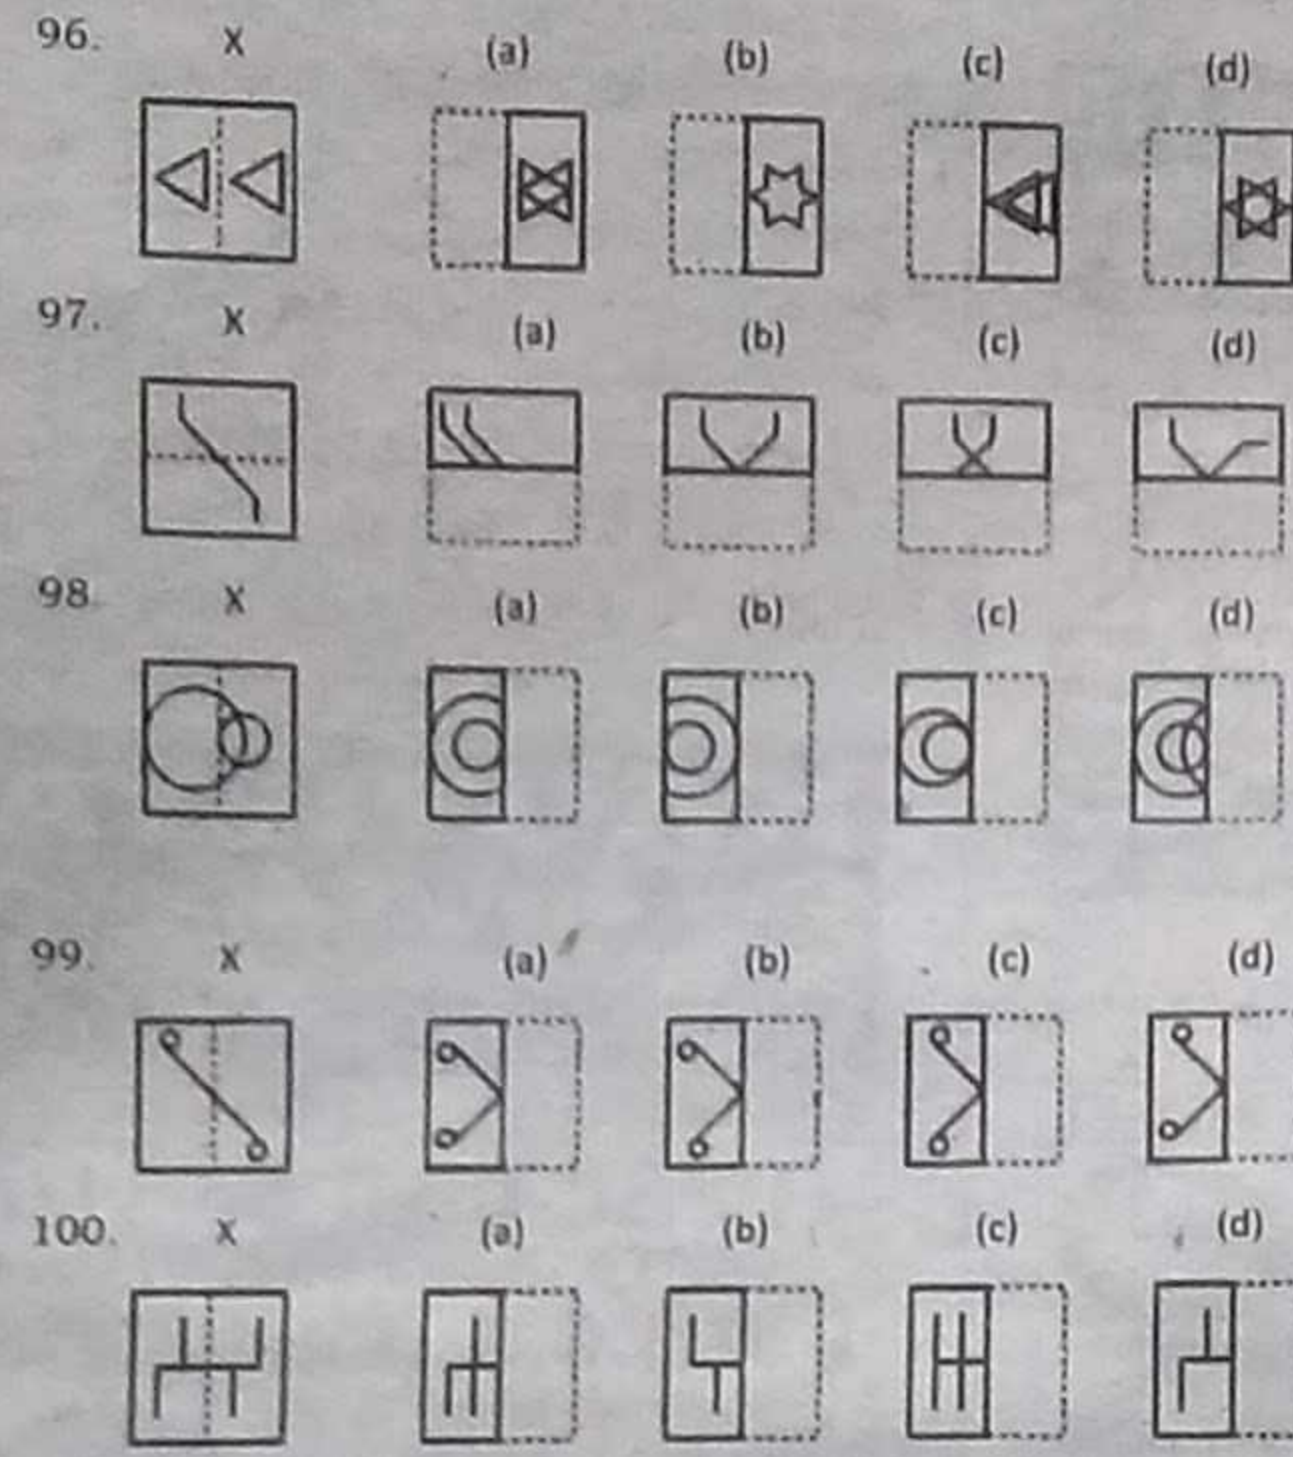 96. X (a) (b) (c) (d)
97. X (a) (b) (c) (d)
98. X (a) (b) (c) (d)
99. X (a) (b) (c) (d)
100. X (a) (b) (c) (d)